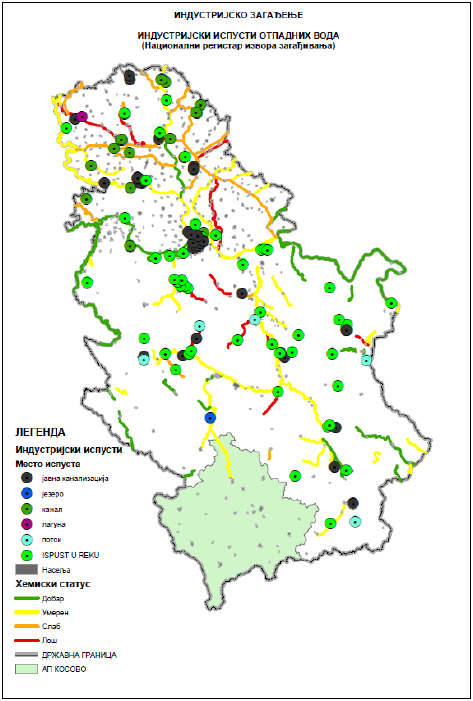 ИНДУСТРИЈСКО ЗАГАЂЕЊЕ
ИНДУСТРИЈСКИ ИСПУСТИ ОТПАДНИХ ВОДА
(Национални регистар извора загађивања)
ЛЕГЕНДА
Индустријски испусти
Место испуста
јавна канализација
језеро
канал
лагуна
поток
ISPUST U REKU
Насеља
Хемиски статус
Добар
Умерен
Слаб
Лош
ДРЖАВНА ГРАНИЦА
АП КОСОВО